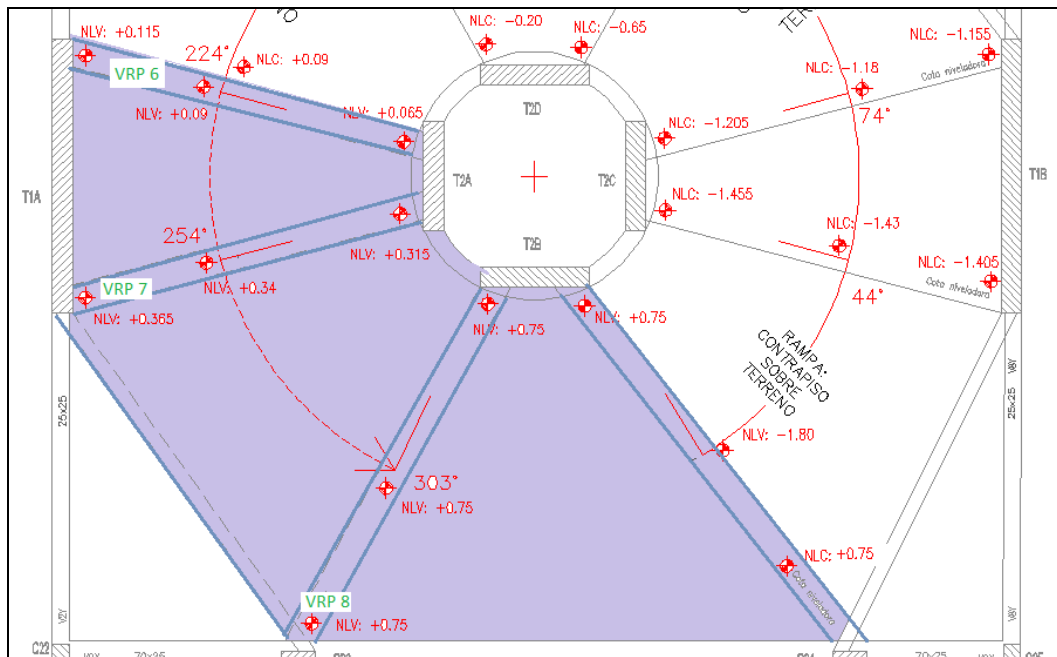 NLV: +0.115
NLC: -0.20
NLC: -0.65
NLC: -1.155
VRP 6
224°
NLC: +0.09
NLC: -1.18
Cota niveladora
NLV: +0.09
+0.065
T2D
74°
NLC: -1.205
T1A
T2A
T2C
T1B
NLC: -1.455
254°
NLC: -1.43
T2B
NLV: +0.315
NLC: -1.405
VRP 7
NLV: +0.34
Cota niveladora
44°
NLV: +0.365
NLV: +0.75
NLV: +0.75
RAMPA:
CONTRAPISO
SOBRE
TERRENO
V8Y
25x25
25x25
NLV: -1.80
303°
NLV: +0.75
NLC: +0.75
Cota niveladora
VRP 8
V2Y
V8Y
NLV: +0.75
C22
70x25